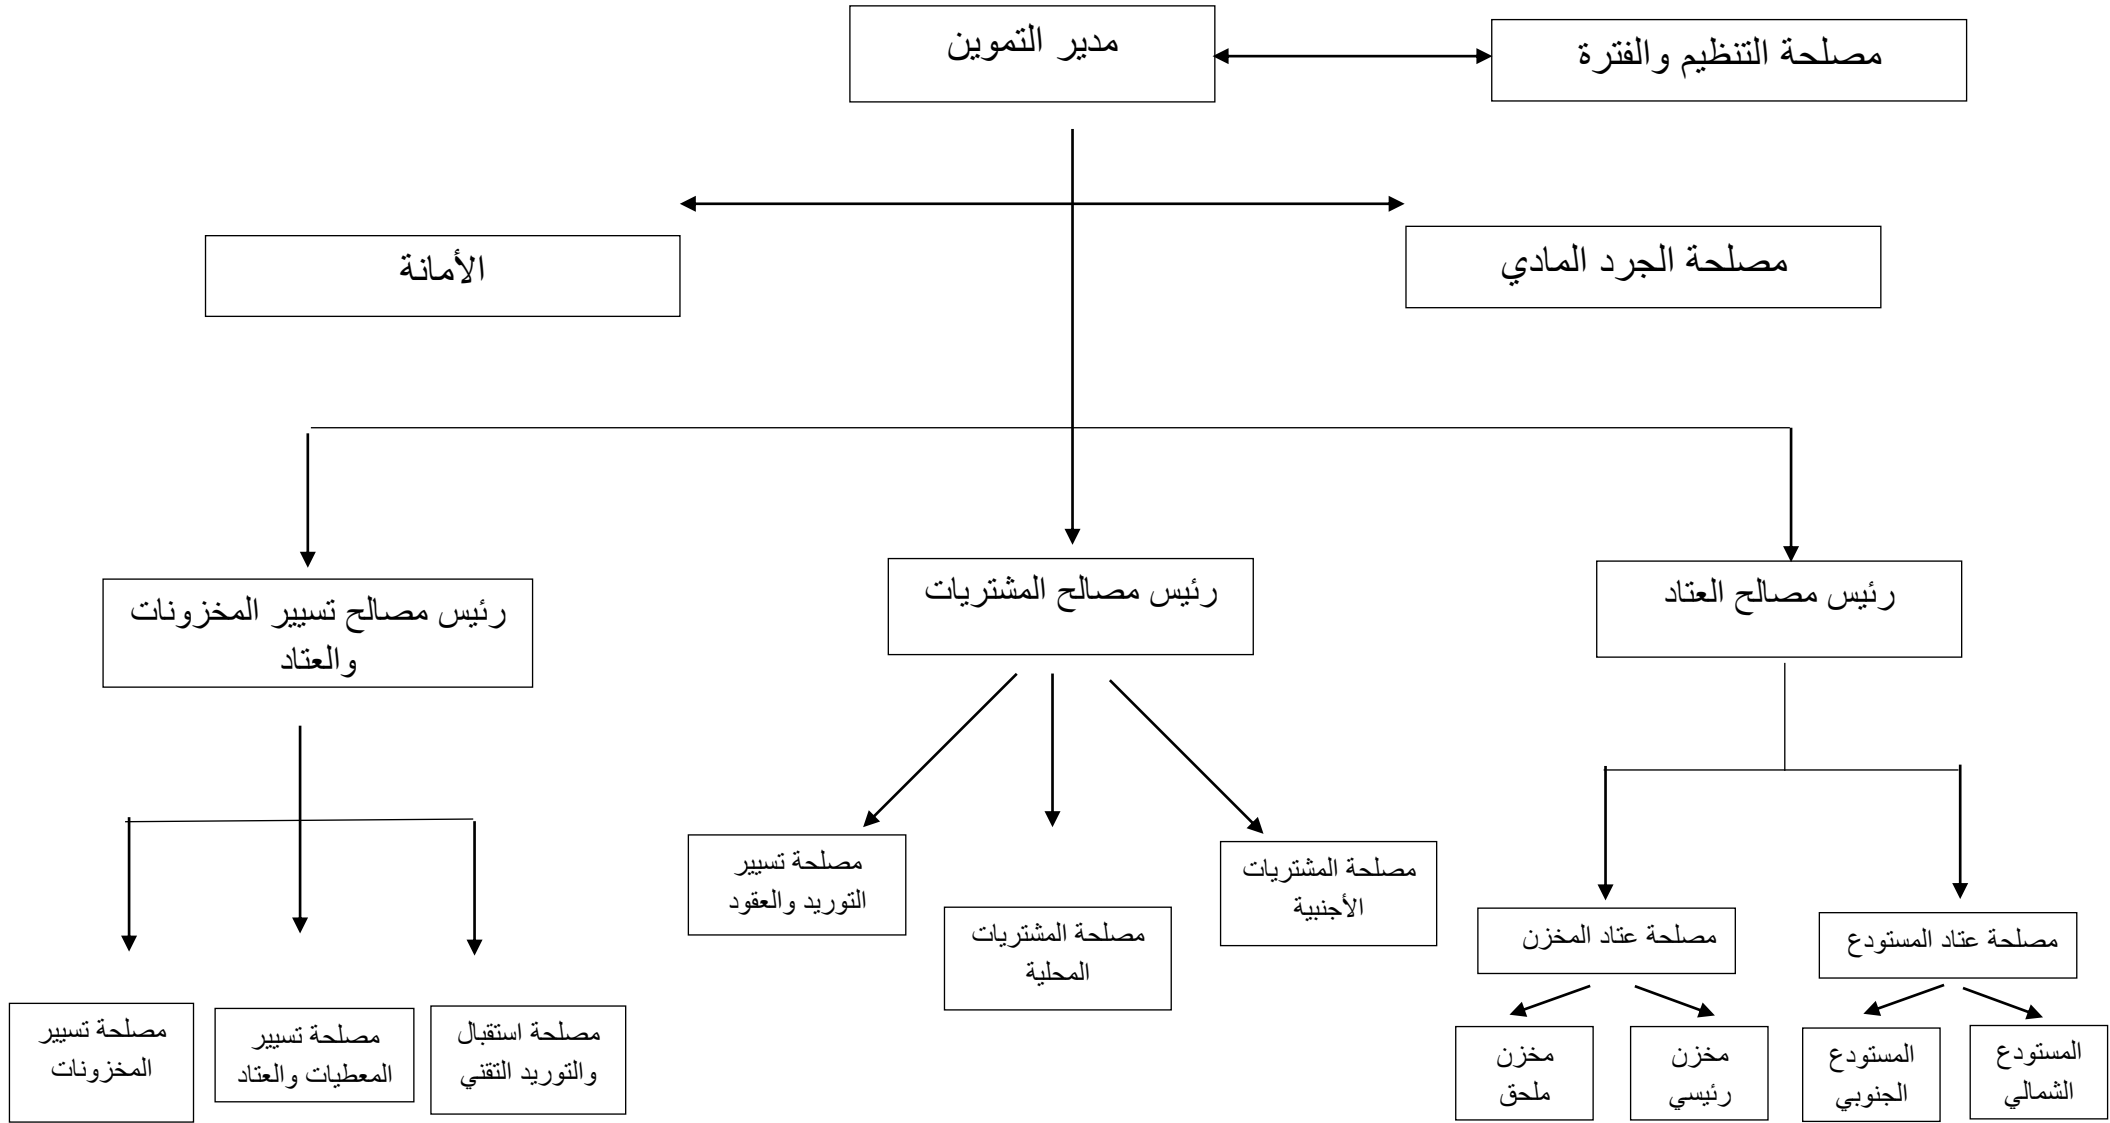 مصلحة التنظيم والفترة
مدير التموين
مصلحة الجرد المادي
الأمانة
رئيس مصالح العتاد
رئيس مصالح المشتريات
رئيس مصالح تسيير المخزونات
والعتاد
مصلحة عتاد المستودع
مصلحة عتاد المخزن
مصلحة المشتريات
الأجنبية
مصلحة المشتريات
المحلية
مصلحة تسيير
التوريد والعقود
المستودع
الشمالي
المستودع
الجنوبي
مخزن
رئيسي
مخزن
ملحق
مصلحة استقبال
والتوريد التقني
مصلحة تسيير
المعطيات والعتاد
مصلحة تسيير
المخزونات